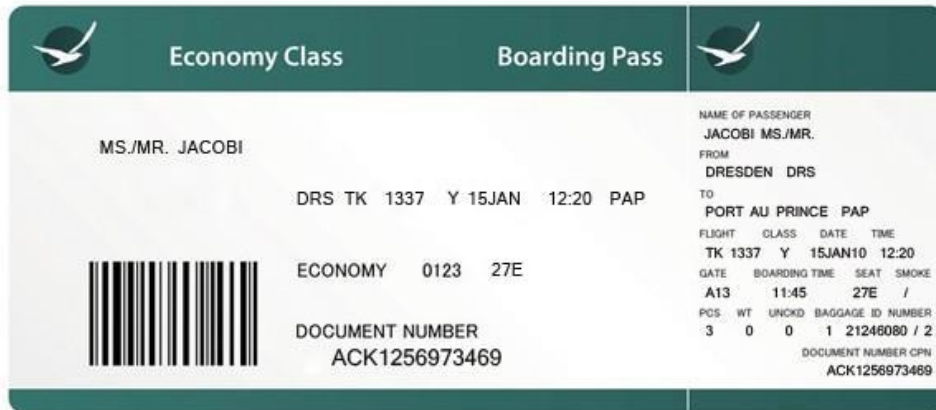 Economy Class Boarding Pass
MS./MR. JACOBI
DRS TK 1337 Y 15JAN 12:20 PAP
ECONOMY 0123 27E
DOCUMENT NUMBER
ACK1256973469
NAME OF PASSENGER
JACOBI MS./MR.
FROM
DRESDEN DRS
TO
PORT AU PRINCE PAP
FLIGHT CLASS DATE TIME
TK 1337 Y 15JAN10 12:20
GATE BOARDING TIME SEAT SMOKE
A13 11:45 27E /
PCS WT UNCKD BAGGAGE ID NUMBER
3 0 0 1 21246080 / 2
DOCUMENT NUMBER CPN
ACK1256973469